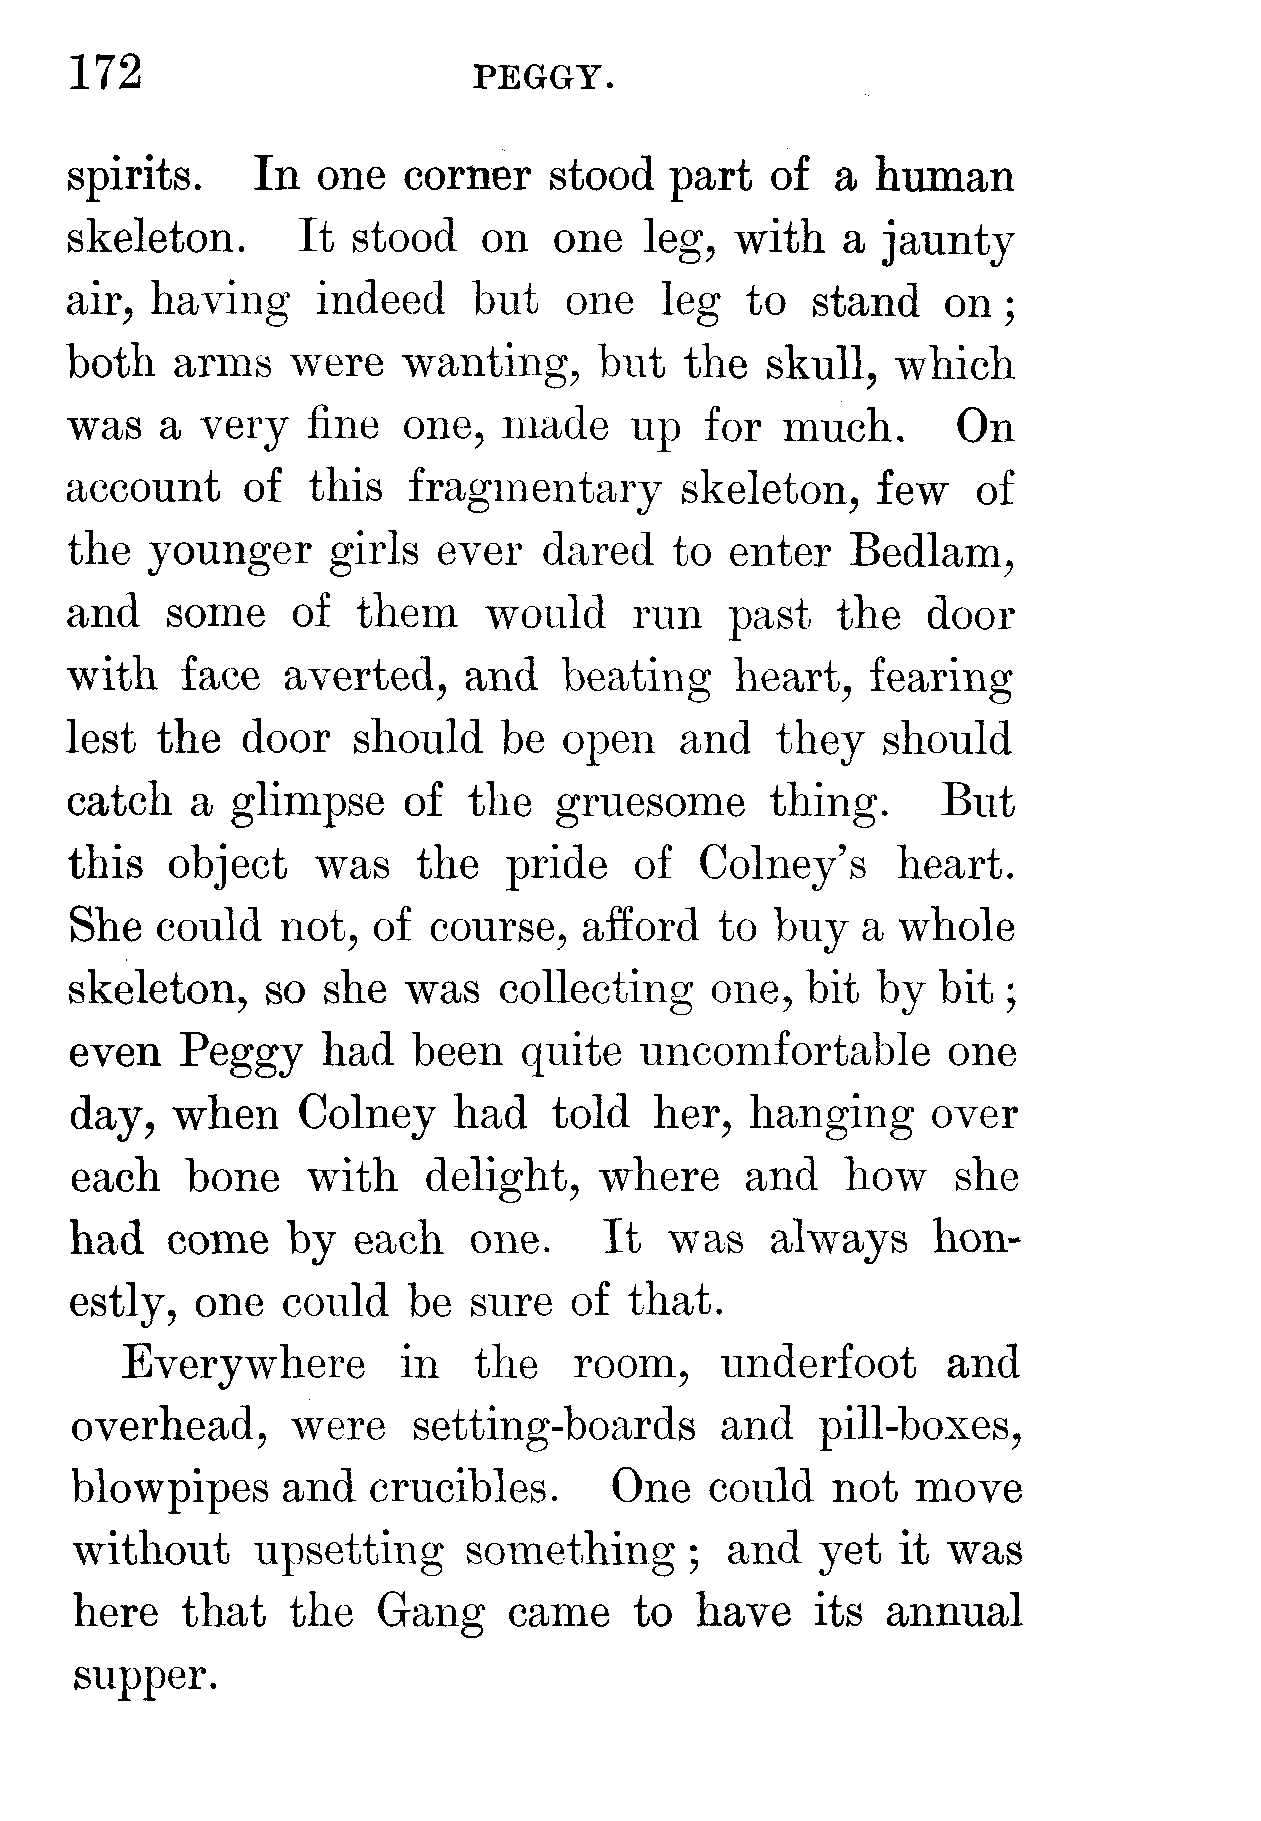 172 PEGGY.
spirits. In one corner stood part of a human
skeleton. It stood on one leg, with a jaunty
air, having indeed but one leg to stand on ;
both arms were wanting, but the skull, which
was a very fine one, made up for much. On
account of this fragmentary skeleton, few of
the younger girls ever dared to enter Bedlam,
and some of them would run past the door
with face averted, and beating heart, fearing
lest the door should be open and they should
catch a glimpse of the gruesome thing. But
this object was the pride of Colney's heart.
She could not, of course, afford to buy a whole
skeleton, so she was collecting one, bit by bit ;
even Peggy had been quite uncomfortable one
day, when Colney had told her, hanging over
each bone with delight, where and how she
had come by each one. It was always hon-
estly, one could be sure of that.
Everywhere in the room, underfoot and
overhead, were setting-boards and pill-boxes,
blowpipes and crucibles. One could not move
without upsetting something ; and yet it was
here that the Gang came to have its annual
supper.